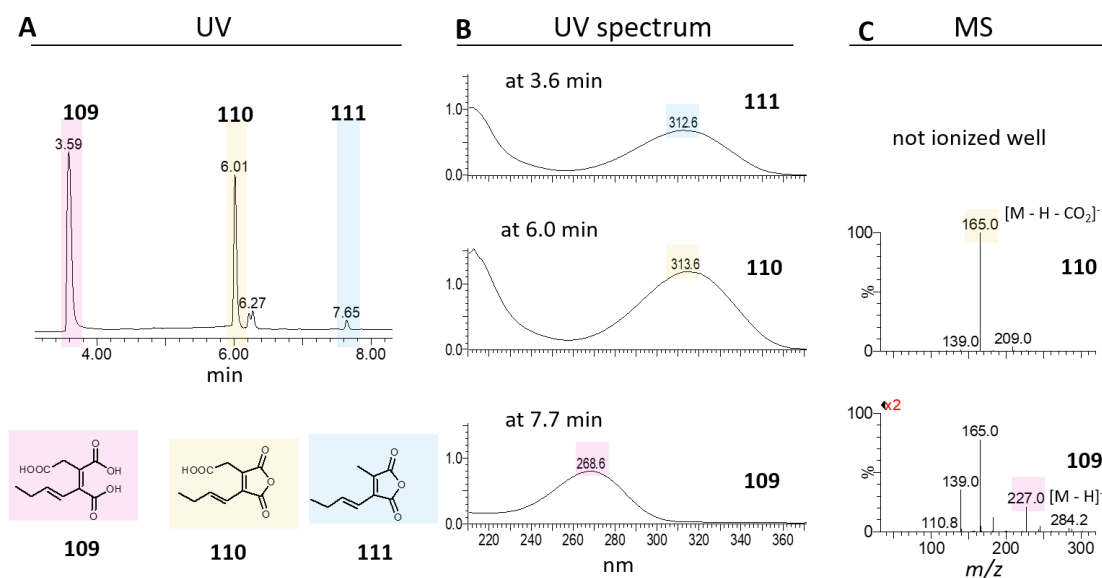 A UV
109
110
111
3.59
6.01
6.27
7.65
4.00 6.00 8.00
min
HOOC O OH OH O
109
HOOC O O O
110
O O O
111
B UV spectrum
at 3.6 min
111
312.6
1.0
0.0
at 6.0 min
110
313.6
1.0
0.0
at 7.7 min
109
268.6
1.0
0.0
220 240 260 280 300 320 340 360
nm
C MS
not ionized well
[M - H - CO₂]⁻
165.0
100
110
%
139.0
209.0
0
x2
100
165.0
109
139.0
%
227.0 [M - H]⁻
110.8
284.2
0
100 200 300
m/z